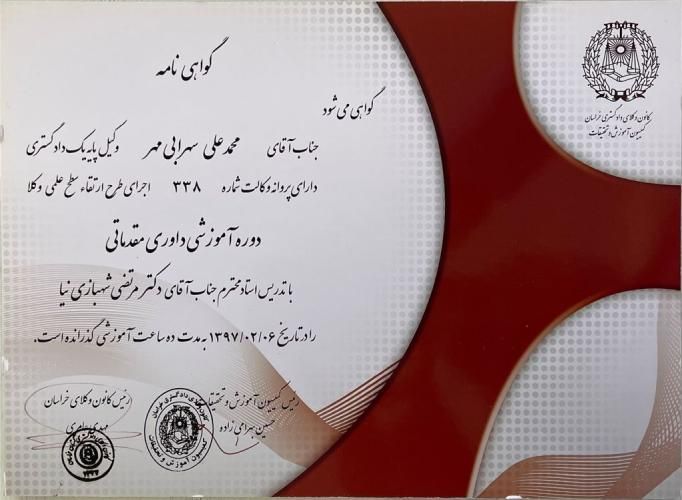 گواهی نامه
کانون وکلای دادگستری خراسان
کمیسیون آموزش و تحقیقات
گواهی می شود
جناب آقای محمدعلی سهرابی مهر وکیل پایه یک دادگستری
دارای پروانه وکالت شماره ۳۳۸ اجرای طرح ارتقاء سطح علمی وکلا
دوره آموزشی داوری مقدماتی
با تدریس استاد محترم جناب آقای دکتر مرتضی شهبازی نیا
را در تاریخ ۱۳۹۷/۰۲/۰۶ به مدت ده ساعت آموزشی گذرانده است.
رئیس کمیسیون آموزش و تحقیقات
حسین بهرامی زاده
رئیس کانون وکلای خراسان
مهدی